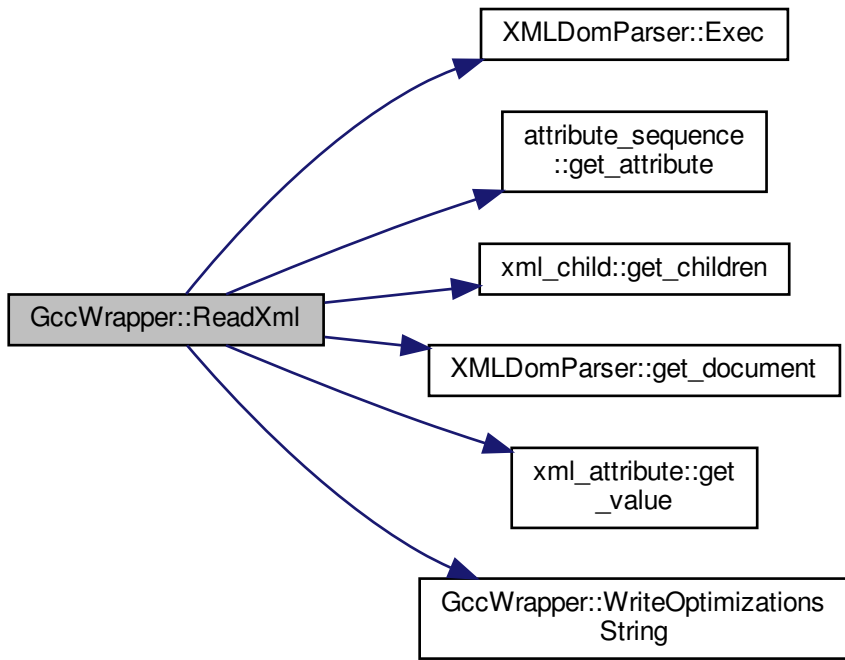 GccWrapper::ReadXml
XMLDomParser::Exec
attribute_sequence
::get_attribute
xml_child::get_children
XMLDomParser::get_document
xml_attribute::get
_value
GccWrapper::WriteOptimizations
String